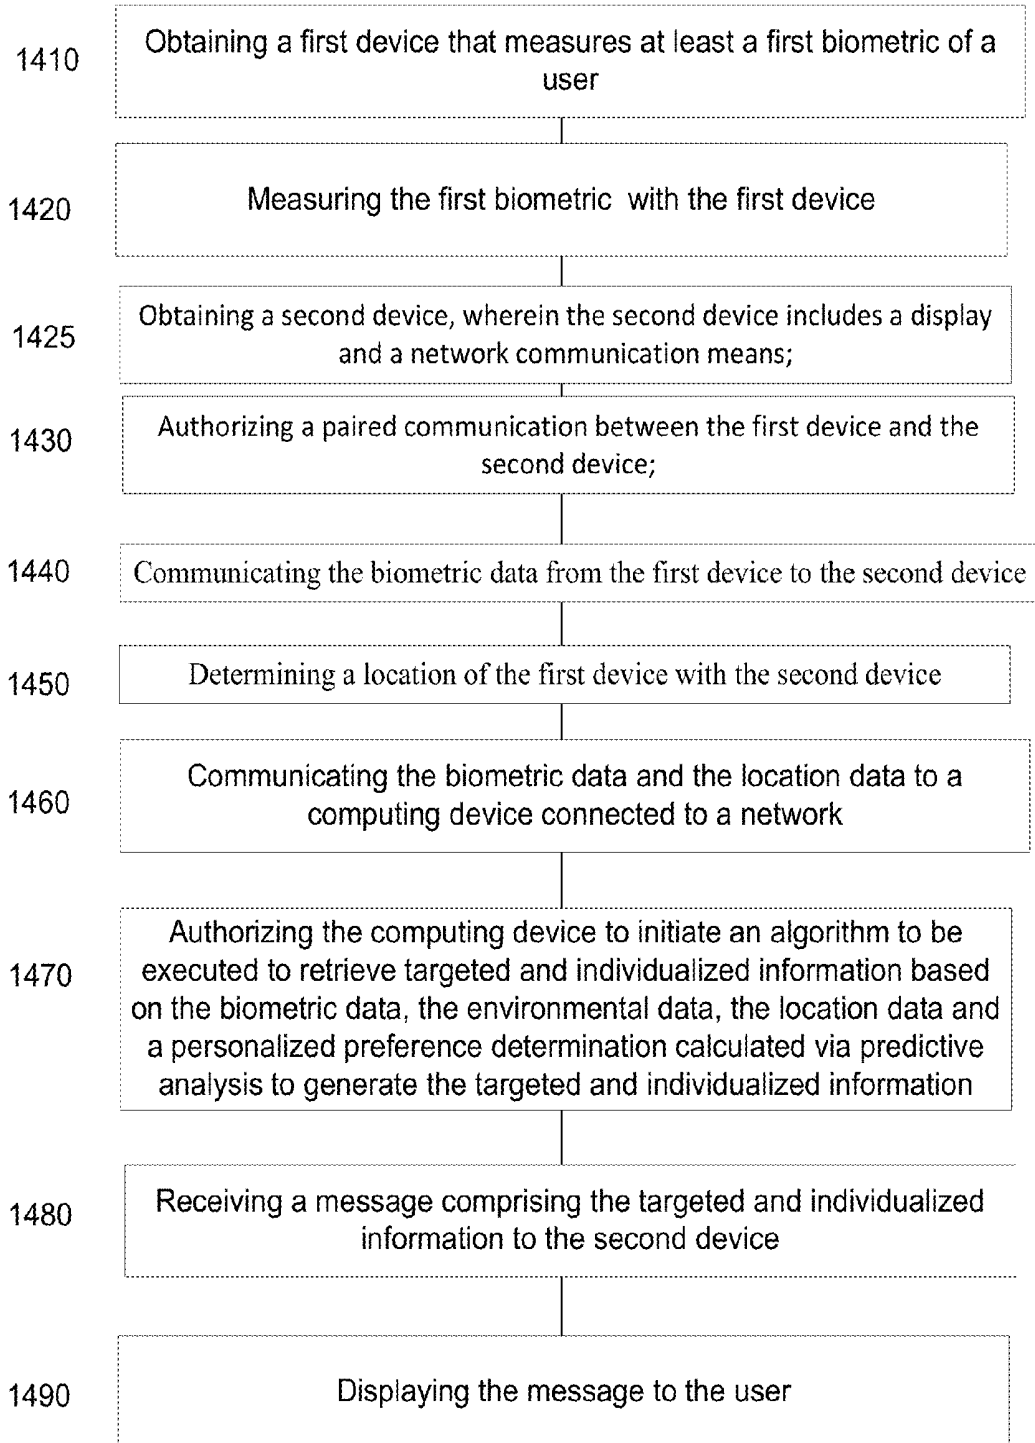 1410
Obtaining a first device that measures at least a first biometric of a
user
1420
Measuring the first biometric with the first device
1425
Obtaining a second device, wherein the second device includes a display
and a network communication means;
1430
Authorizing a paired communication between the first device and the
second device;
1440
Communicating the biometric data from the first device to the second device
1450
Determining a location of the first device with the second device
1460
Communicating the biometric data and the location data to a
computing device connected to a network
1470
Authorizing the computing device to initiate an algorithm to be
executed to retrieve targeted and individualized information based
on the biometric data, the environmental data, the location data and
a personalized preference determination calculated via predictive
analysis to generate the targeted and individualized information
1480
Receiving a message comprising the targeted and individualized
information to the second device
1490
Displaying the message to the user